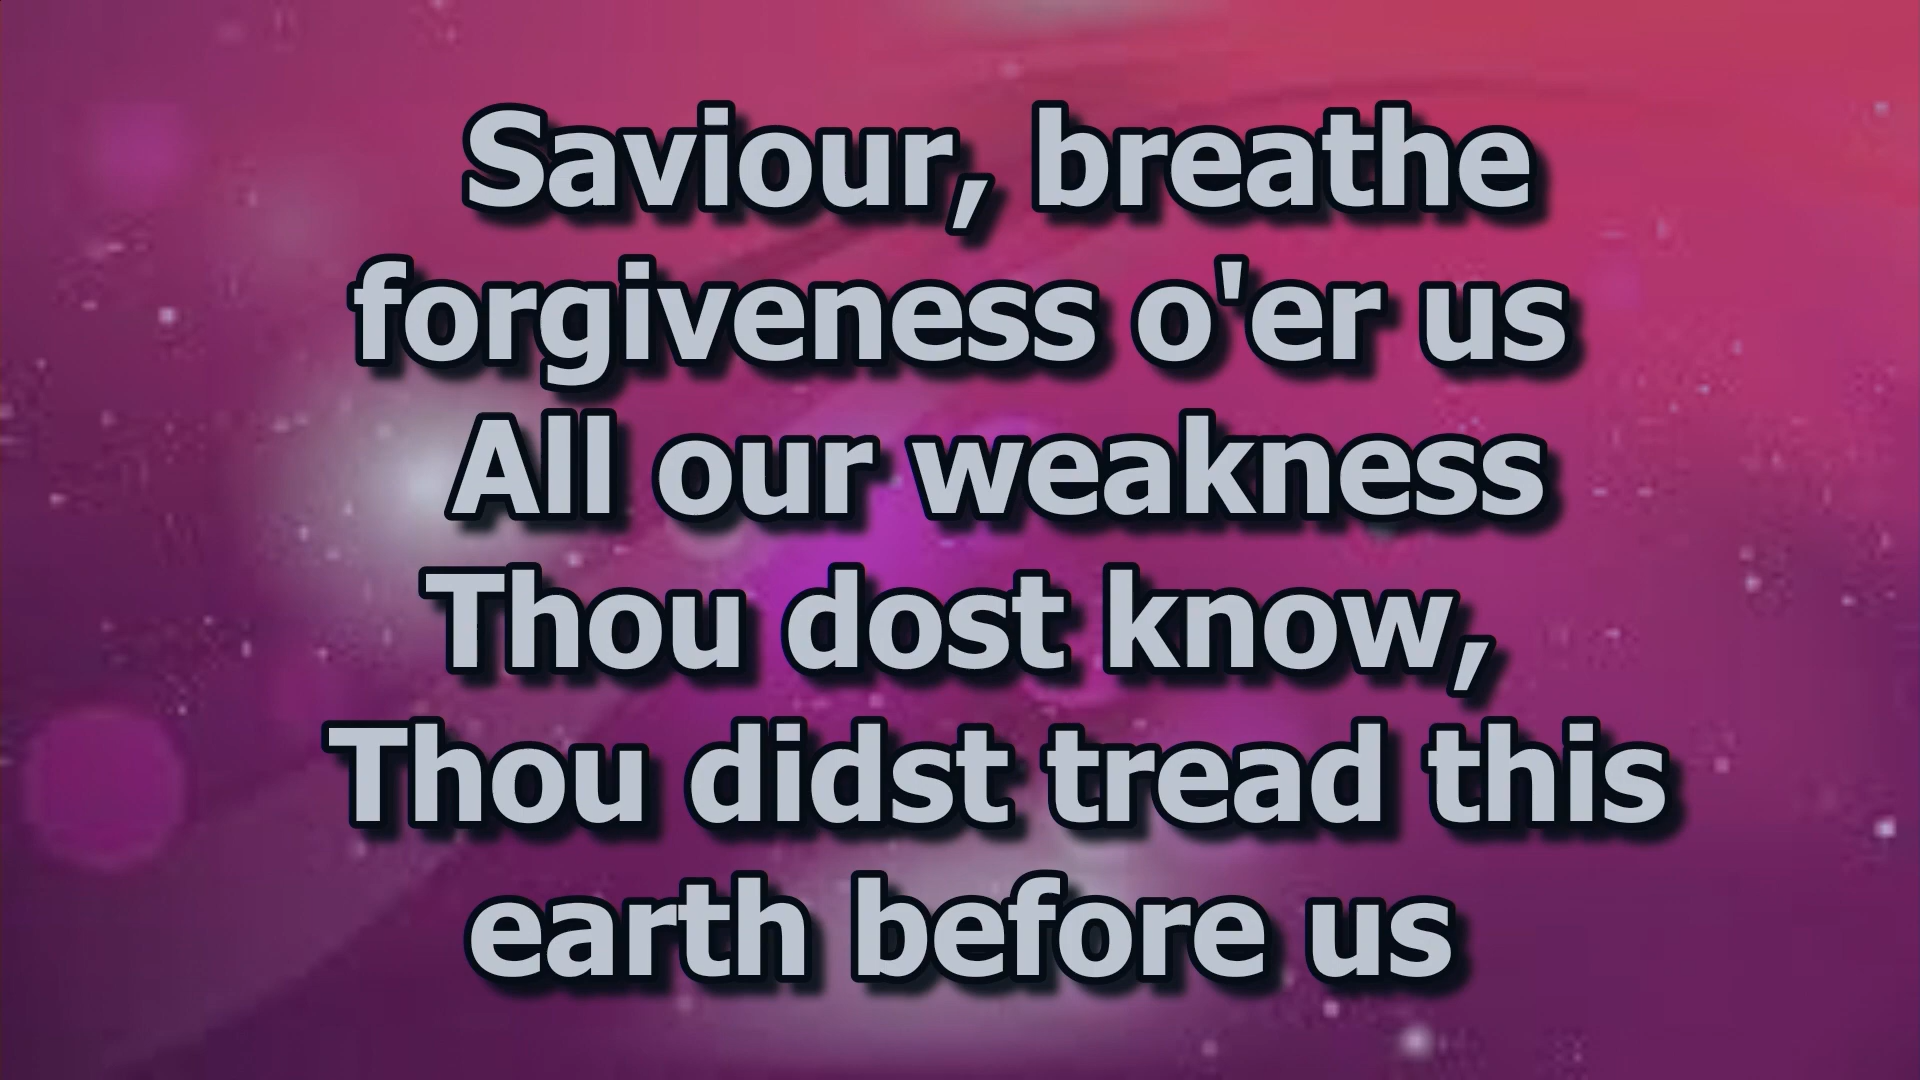 Saviour, breathe
forgiveness o'er us
All our weakness
Thou dost know,
Thou didst tread this
earth before us